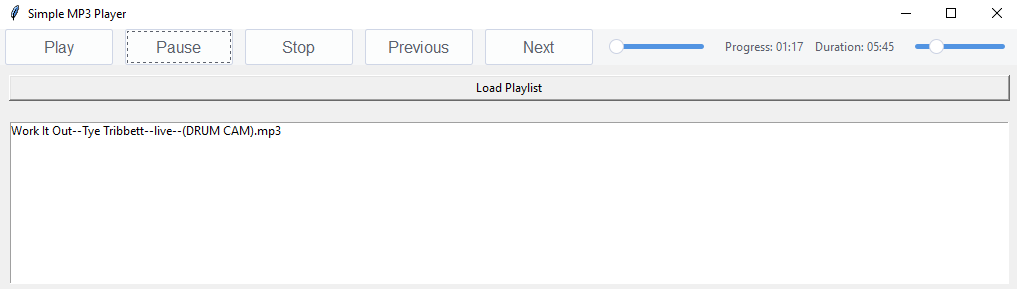 Simple MP3 Player
Play Pause Stop Previous Next Progress: 01:17 Duration: 05:45
Load Playlist
Work It Out--Tye Tribbett--live--(DRUM CAM).mp3